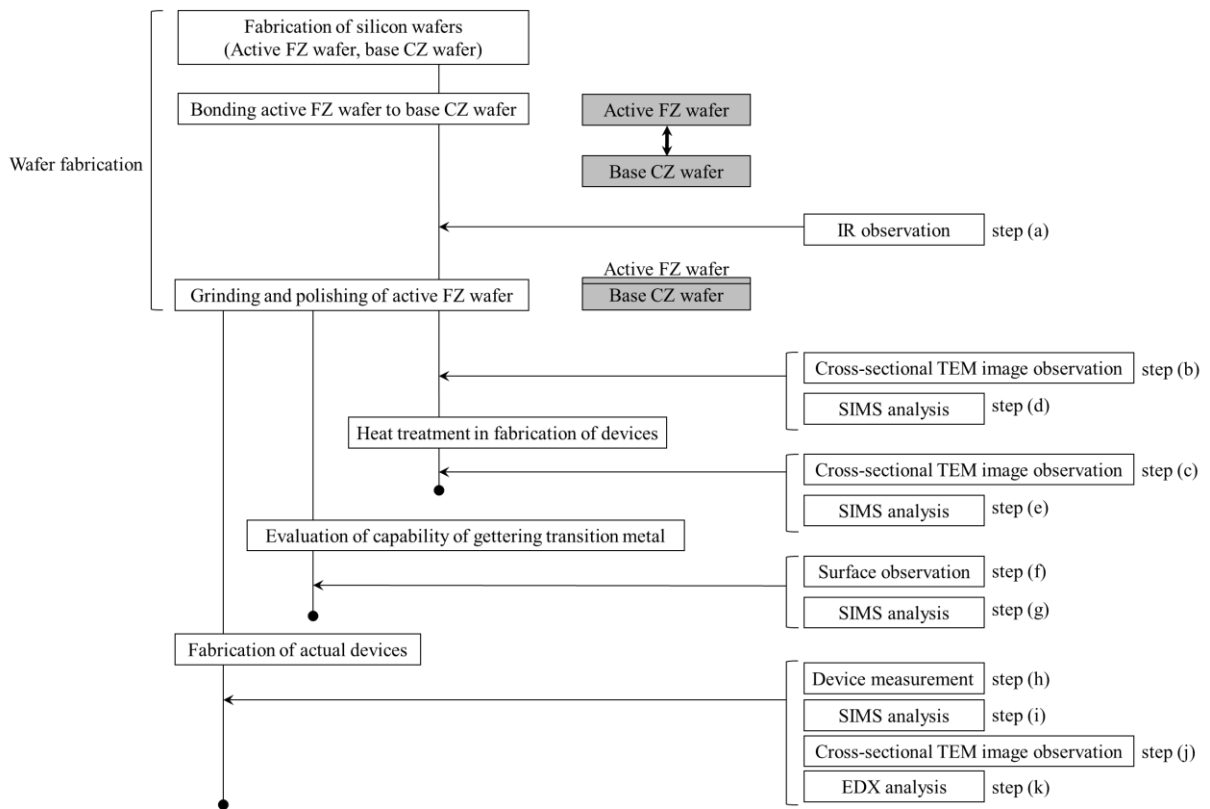 Fabrication of silicon wafers
(Active FZ wafer, base CZ wafer)
Bonding active FZ wafer to base CZ wafer
Active FZ wafer
Base CZ wafer
Wafer fabrication
IR observation
step (a)
Active FZ wafer
Grinding and polishing of active FZ wafer
Base CZ wafer
Cross-sectional TEM image observation
step (b)
SIMS analysis
step (d)
Heat treatment in fabrication of devices
Cross-sectional TEM image observation
step (c)
SIMS analysis
step (e)
Evaluation of capability of gettering transition metal
Surface observation
step (f)
SIMS analysis
step (g)
Fabrication of actual devices
Device measurement
step (h)
SIMS analysis
step (i)
Cross-sectional TEM image observation
step (j)
EDX analysis
step (k)